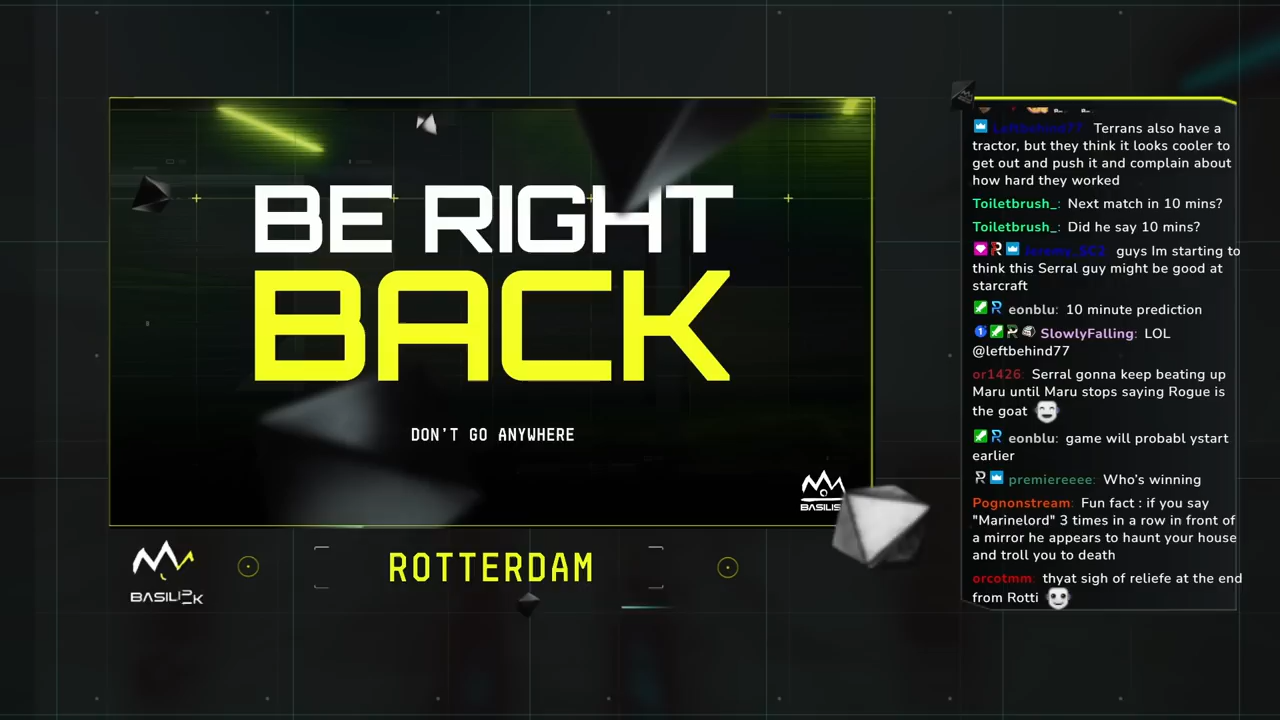 BE RIGHT
BACK
DON'T GO ANYWHERE
BASILIS
BASILISK
ROTTERDAM
Leftbehind77 Terrans also have a
tractor, but they think it looks cooler to
get out and push it and complain about
how hard they worked
Toiletbrush_: Next match in 10 mins?
Toiletbrush_: Did he say 10 mins?
guys Im starting to
think this Serral guy might be good at
starcraft
eonblu: 10 minute prediction
SlowlyFalling: LOL
@leftbehind77
or1426: Serral gonna keep beating up
Maru until Maru stops saying Rogue is
the goat
eonblu: game will probabl ystart
earlier
premiereeee: Who's winning
Pognonstream: Fun fact : if you say
"Marinelord" 3 times in a row in front of
a mirror he appears to haunt your house
and troll you to death
orcotmm: thyat sigh of reliefe at the end
from Rotti